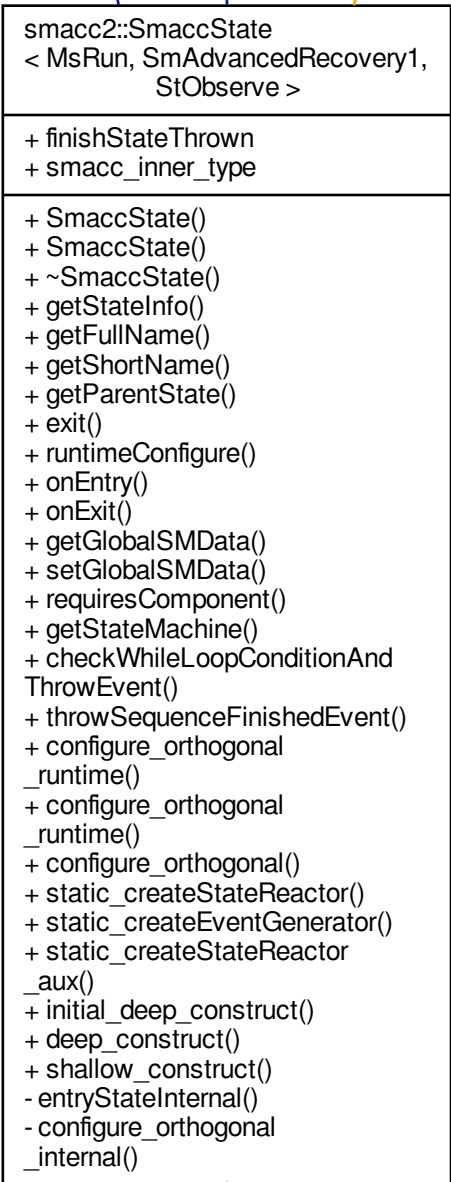 smacc2::SmaccState
< MsRun, SmAdvancedRecovery1,
StObserve >
+ finishStateThrown
+ smacc_inner_type
+ SmaccState()
+ SmaccState()
+ ~SmaccState()
+ getStateInfo()
+ getFullName()
+ getShortName()
+ getParentState()
+ exit()
+ runtimeConfigure()
+ onEntry()
+ onExit()
+ getGlobalSMData()
+ setGlobalSMData()
+ requiresComponent()
+ getStateMachine()
+ checkWhileLoopConditionAnd
ThrowEvent()
+ throwSequenceFinishedEvent()
+ configure_orthogonal
_runtime()
+ configure_orthogonal
_runtime()
+ configure_orthogonal()
+ static_createStateReactor()
+ static_createEventGenerator()
+ static_createStateReactor
_aux()
+ initial_deep_construct()
+ deep_construct()
+ shallow_construct()
- entryStateInternal()
- configure_orthogonal
_internal()